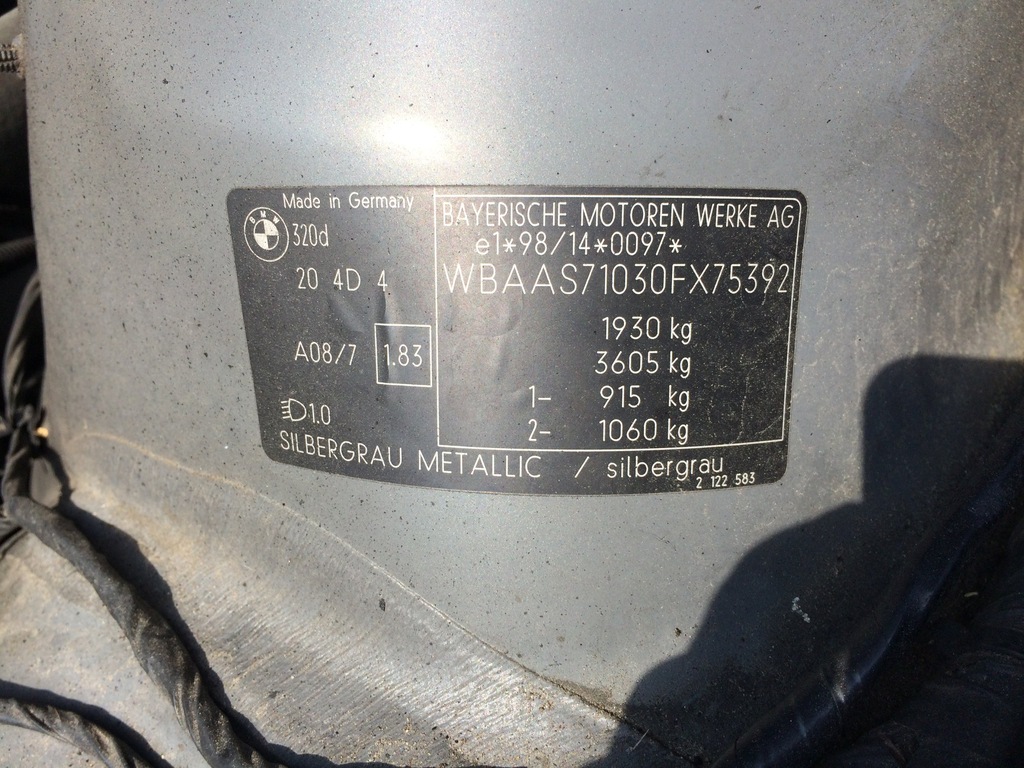 Made in Germany
BMW
320d
20 4D 4
A08/7 1.83
1.0
BAYERISCHE MOTOREN WERKE AG
e1*98/14*0097*
WBAAS71030FX75392
1930 kg
3605 kg
1- 915 kg
2- 1060 kg
SILBERGRAU METALLIC / silbergrau
2 122 583